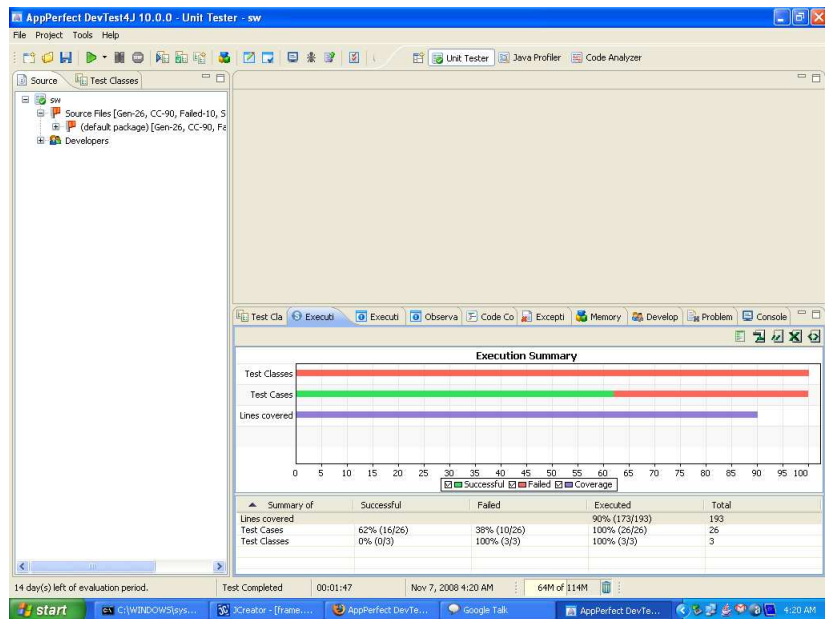 AppPerfect DevTest4J 10.0.0 - Unit Tester - sw
File Project Tools Help
Unit Tester Java Profiler Code Analyzer
Source Test Classes
sw
Source Files [Gen-26, CC-90, Failed-10, S
(default package) [Gen-26, CC-90, Fa
Developers
Test Cla Executi Executi Observa Code Co Excepti Memory Develop Problem Console
Execution Summary
Test Classes
Test Cases
Lines covered
0 5 10 15 20 25 30 35 40 45 50 55 60 65 70 75 80 85 90 95 100
Successful Failed Coverage
Summary of Successful Failed Executed Total
Lines covered 90% (173/193) 193
Test Cases 62% (16/26) 38% (10/26) 100% (26/26) 26
Test Classes 0% (0/3) 100% (3/3) 100% (3/3) 3
14 day(s) left of evaluation period. Test Completed 00:01:47 Nov 7, 2008 4:20 AM 64M of 114M
start C:\WINDOWS\sys... JCreator - [frame.... AppPerfect DevTe... Google Talk AppPerfect DevTe... 4:20 AM